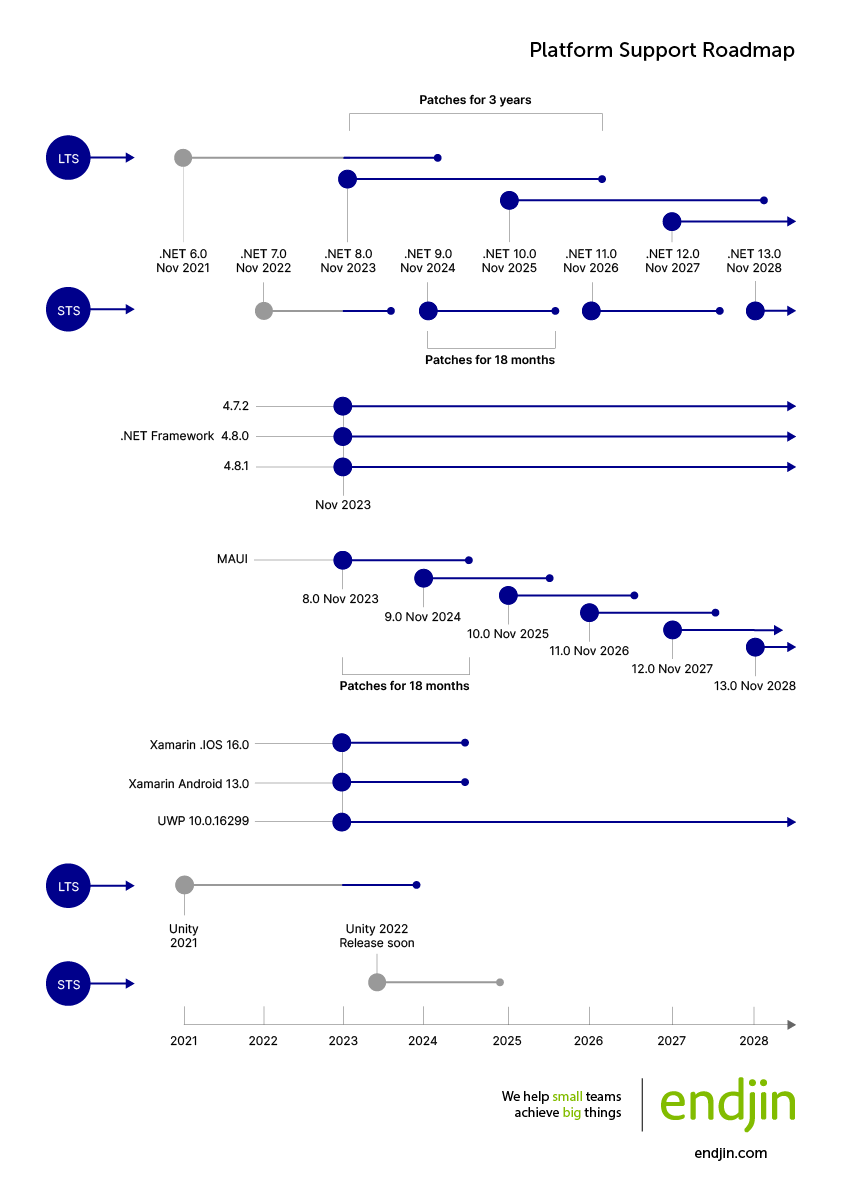 Platform Support Roadmap
Patches for 3 years
LTS
.NET 6.0
Nov 2021
.NET 7.0
Nov 2022
.NET 8.0
Nov 2023
.NET 9.0
Nov 2024
.NET 10.0
Nov 2025
.NET 11.0
Nov 2026
.NET 12.0
Nov 2027
.NET 13.0
Nov 2028
STS
Patches for 18 months
4.7.2
.NET Framework 4.8.0
4.8.1
Nov 2023
MAUI
8.0 Nov 2023
9.0 Nov 2024
10.0 Nov 2025
11.0 Nov 2026
12.0 Nov 2027
13.0 Nov 2028
Patches for 18 months
Xamarin .IOS 16.0
Xamarin Android 13.0
UWP 10.0.16299
LTS
Unity
2021
Unity 2022
Release soon
STS
2021
2022
2023
2024
2025
2026
2027
2028
We help small teams
achieve big things
endjin
endjin.com